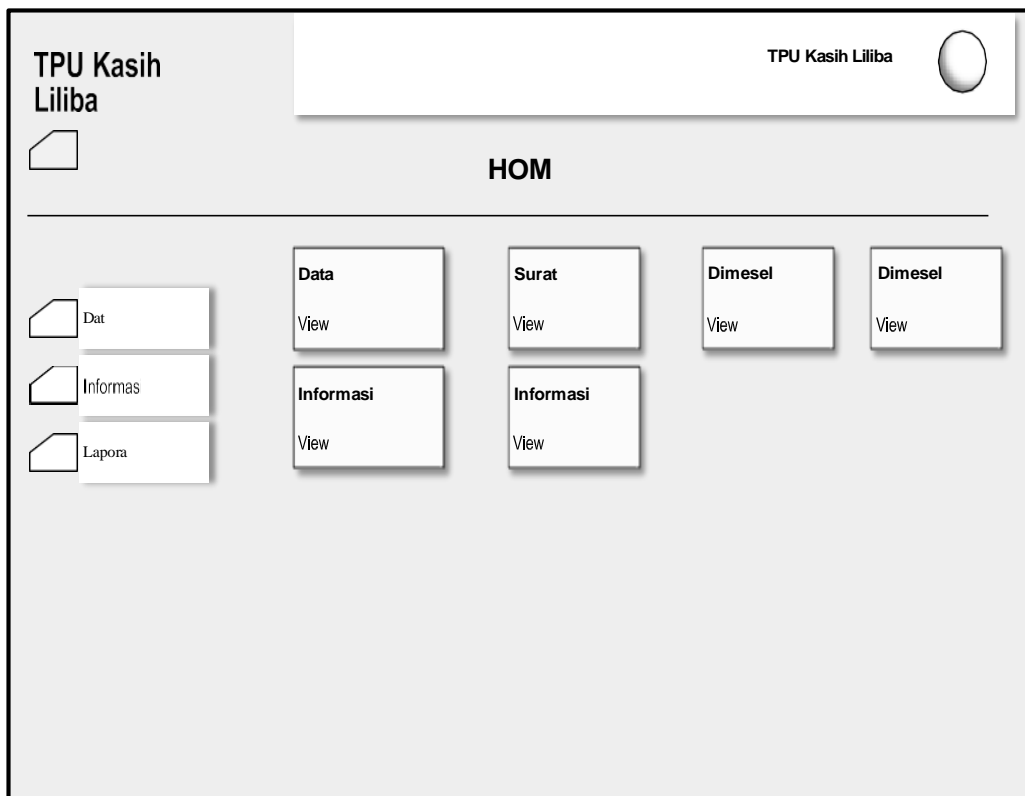 TPU Kasih
Liliba
TPU Kasih Liliba
HOM
Dat
Informas
Lapora
Data
View
Surat
View
Dimesel
View
Dimesel
View
Informasi
View
Informasi
View